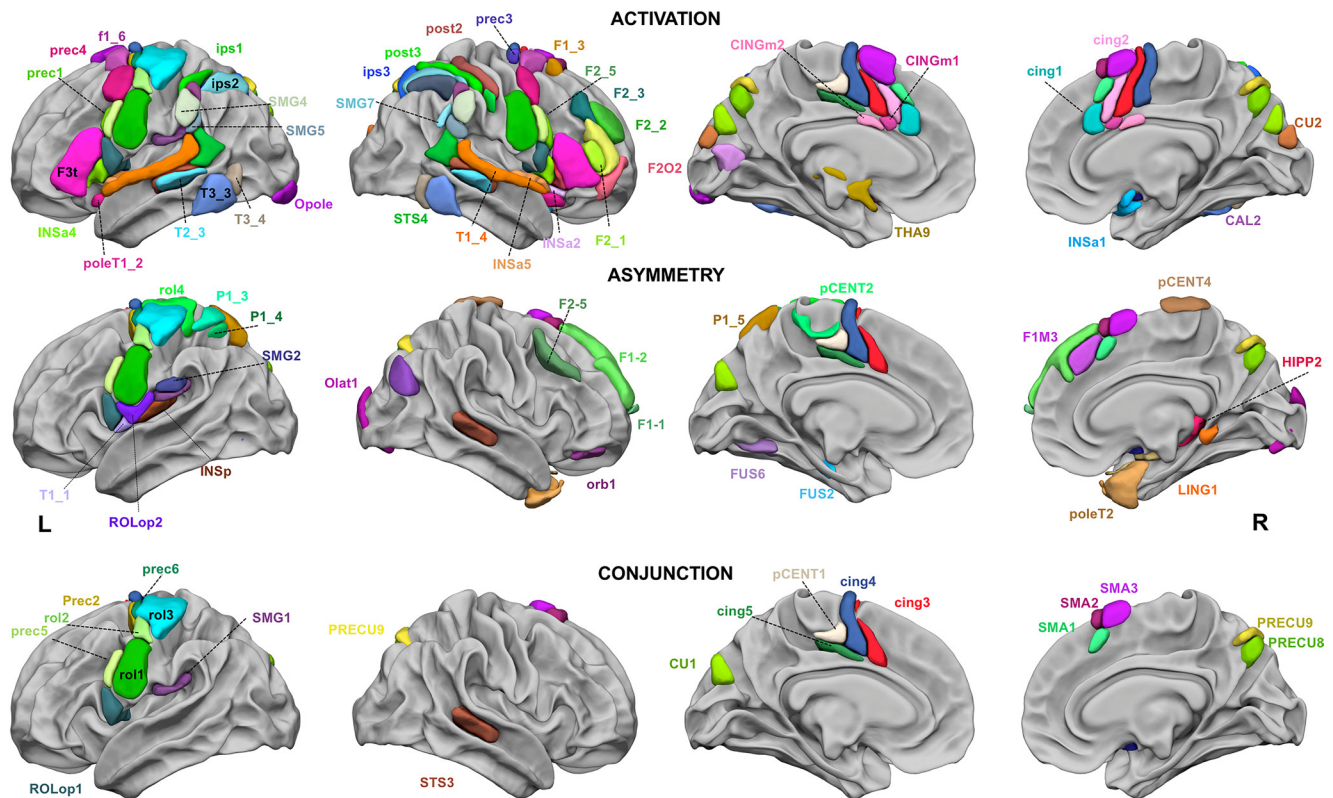 ACTIVATION
f1_6
prec4
ips1
prec1
ips2
SMG4
SMG5
F3t
T3_3
Opole
T3_4
INSa4
T2_3
poleT1_2
prec3
post2
post3
F1_3
ips3
F2_5
F2_3
SMG7
F2_2
F2O2
STS4
T1_4
INSa2
F2_1
INSa5
CINGm2
CINGm1
THA9
cing2
cing1
CU2
INSa1
CAL2
ASYMMETRY
rol4
P1_3
P1_4
SMG2
INSp
T1_1
ROLop2
L
F2-5
F1-2
Olat1
F1-1
orb1
pCENT2
P1_5
FUS6
FUS2
pCENT4
F1M3
HIPP2
LING1
poleT2
R
CONJUNCTION
prec6
Prec2
rol3
rol2
SMG1
prec5
rol1
ROLop1
PRECU9
STS3
pCENT1
cing4
cing5
cing3
CU1
SMA3
SMA2
SMA1
PRECU9
PRECU8